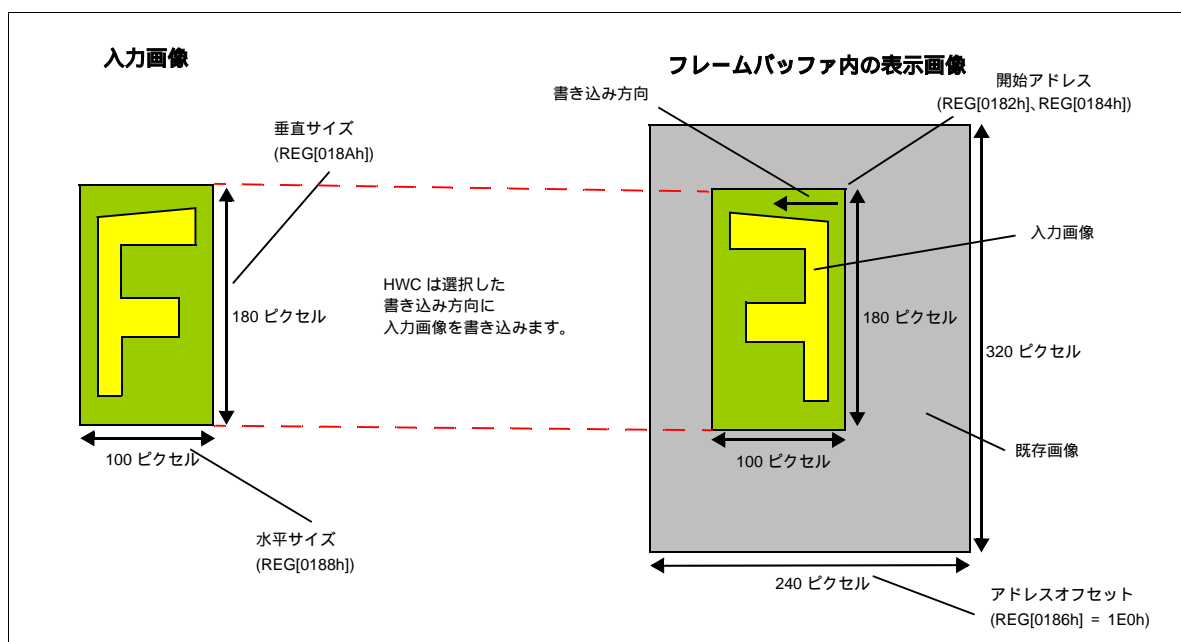 入力画像
フレームバッファ内の表示画像
書き込み方向
開始アドレス
(REG[0182h]、REG[0184h])
垂直サイズ
(REG[018Ah])
入力画像
HWC は選択した
書き込み方向に
入力画像を書き込みます。
180 ピクセル
180 ピクセル
320 ピクセル
100 ピクセル
100 ピクセル
既存画像
水平サイズ
(REG[0188h])
240 ピクセル
アドレスオフセット
(REG[0186h] = 1E0h)